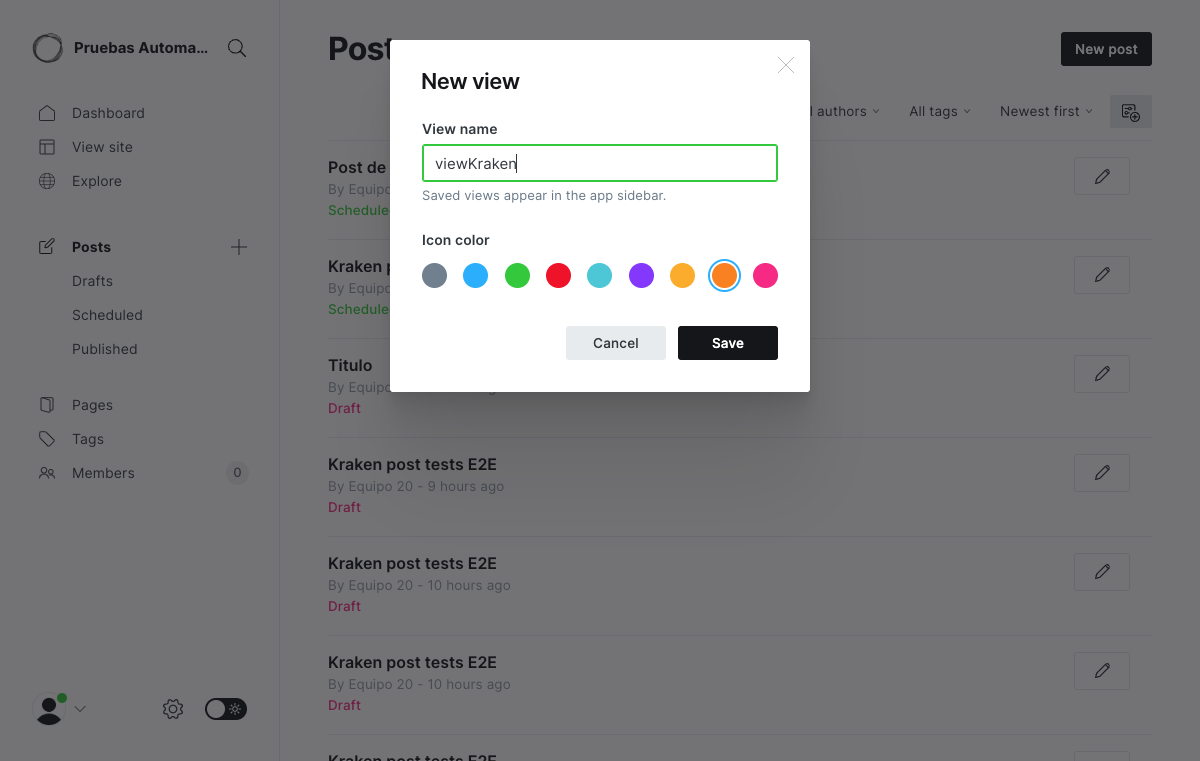 Pruebas Automa...
Dashboard
View site
Explore
Posts
Drafts
Scheduled
Published
Pages
Tags
Members
0
Post
New post
authors
All tags
Newest first
Post de
By Equipo
Scheduled
Kraken
By Equipo
Scheduled
Titulo
By Equipo
Draft
Kraken post tests E2E
By Equipo 20 - 9 hours ago
Draft
Kraken post tests E2E
By Equipo 20 - 10 hours ago
Draft
Kraken post tests E2E
By Equipo 20 - 10 hours ago
Draft
Kraken post tests E2E
New view
View name
viewKraken
Saved views appear in the app sidebar.
Icon color
Cancel
Save